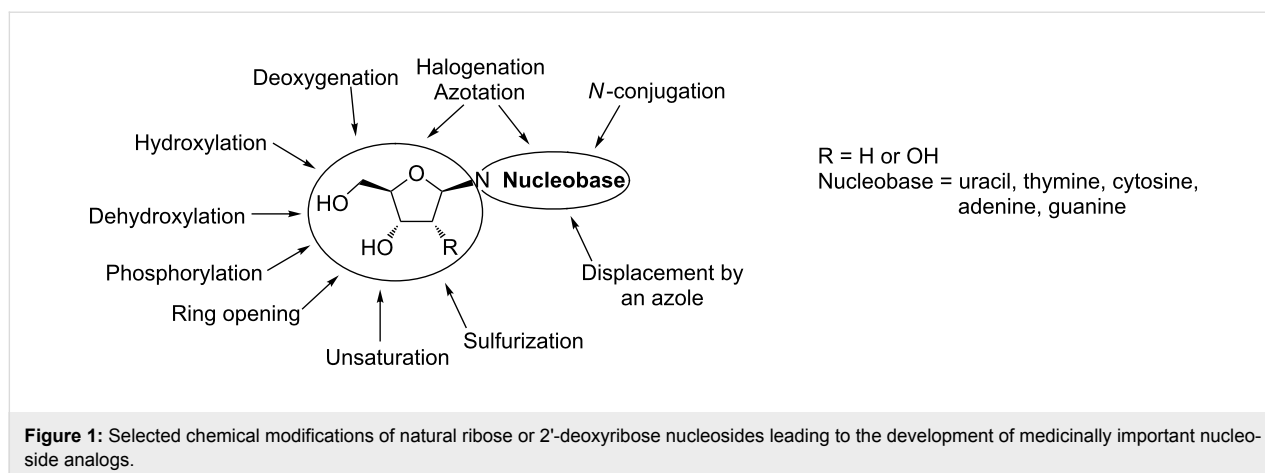 Deoxygenation
Halogenation
Azotation
N-conjugation
Hydroxylation
Dehydroxylation
Phosphorylation
Ring opening
Unsaturation
Sulfurization
Displacement by
an azole
O
HO
HO
R
N Nucleobase
R = H or OH
Nucleobase = uracil, thymine, cytosine,
adenine, guanine
Figure 1: Selected chemical modifications of natural ribose or 2'-deoxyribose nucleosides leading to the development of medicinally important nucleo-
side analogs.